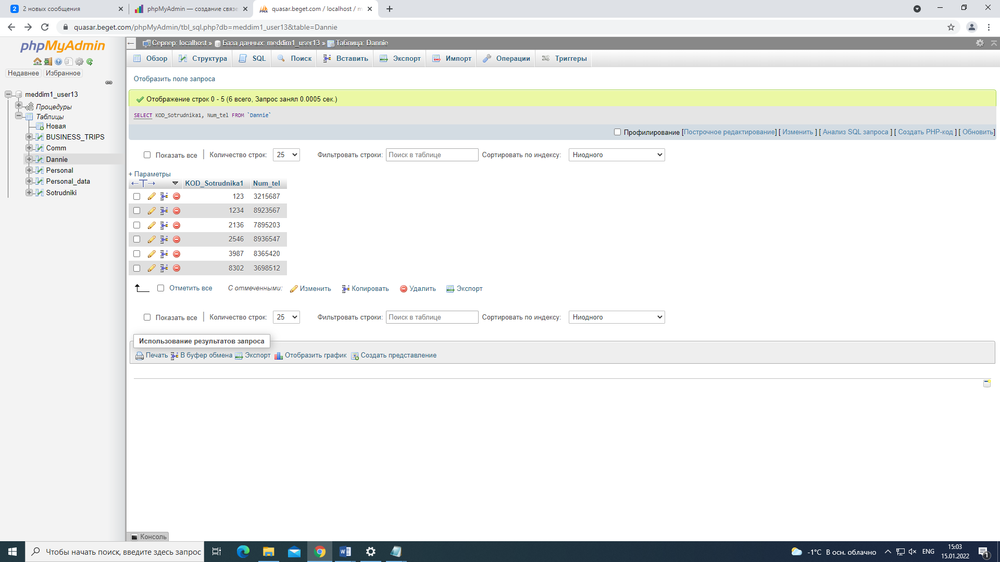 2 2 новых сообщения
phpMyAdmin — создание связе
quasar.beget.com / localhost / m
quasar.beget.com/phpMyAdmin/tbl_sql.php?db=meddim1_user13&table=Dannie
phpMyAdmin
Недавнее Избранное
meddim1_user13
Процедуры
Таблицы
Новая
BUSINESS_TRIPS
Comm
Dannie
Personal
Personal_data
Sotrudniki
Сервер: localhost » База данных: meddim1_user13 » Таблица: Dannie
Обзор Структура SQL Поиск Вставить Экспорт Импорт Операции Триггеры
Отобразить поле запроса
Отображение строк 0 - 5 (6 всего, Запрос занял 0.0005 сек.)
SELECT KOD_Sotrudnika1, Num_tel FROM `Dannie`
Профилирование [Построчное редактирование] [ Изменить ] [ Анализ SQL запроса ] [ Создать PHP-код ] [ Обновить]
Показать все Количество строк: 25 Фильтровать строки: Поиск в таблице Сортировать по индексу: Ниодного
+ Параметры
←T→ KOD_Sotrudnika1 Num_tel
123 3215687
1234 8923567
2136 7895203
2546 8936547
3987 8365420
8302 3698512
Отметить все С отмеченными: Изменить Копировать Удалить Экспорт
Показать все Количество строк: 25 Фильтровать строки: Поиск в таблице Сортировать по индексу: Ниодного
Использование результатов запроса
Печать В буфер обмена Экспорт Отобразить график Создать представление
Консоль
Чтобы начать поиск, введите здесь запрос
-1°C В осн. облачно
ENG
15:03
15.01.2022
1